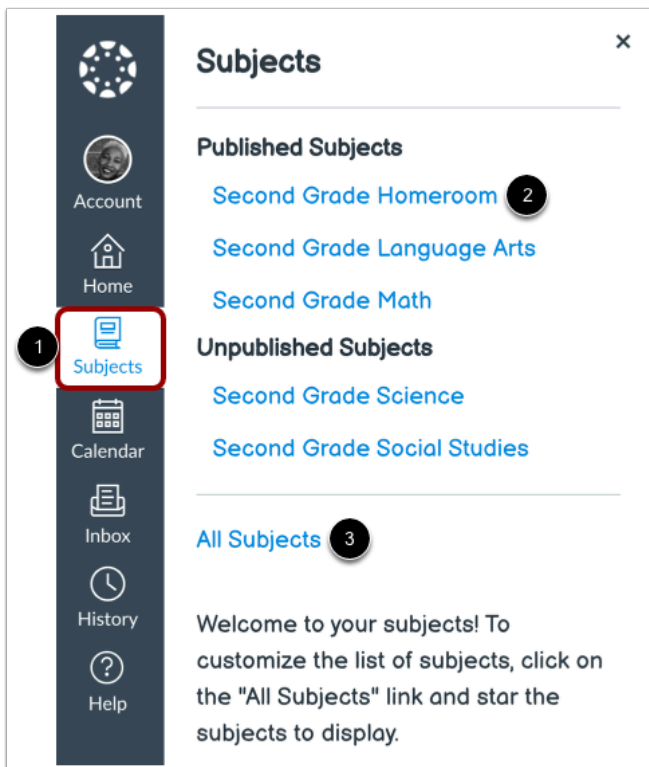 Account
Home
1
Subjects
Calendar
Inbox
History
Help
Subjects
×
Published Subjects
Second Grade Homeroom 2
Second Grade Language Arts
Second Grade Math
Unpublished Subjects
Second Grade Science
Second Grade Social Studies
All Subjects 3
Welcome to your subjects! To
customize the list of subjects, click on
the "All Subjects" link and star the
subjects to display.